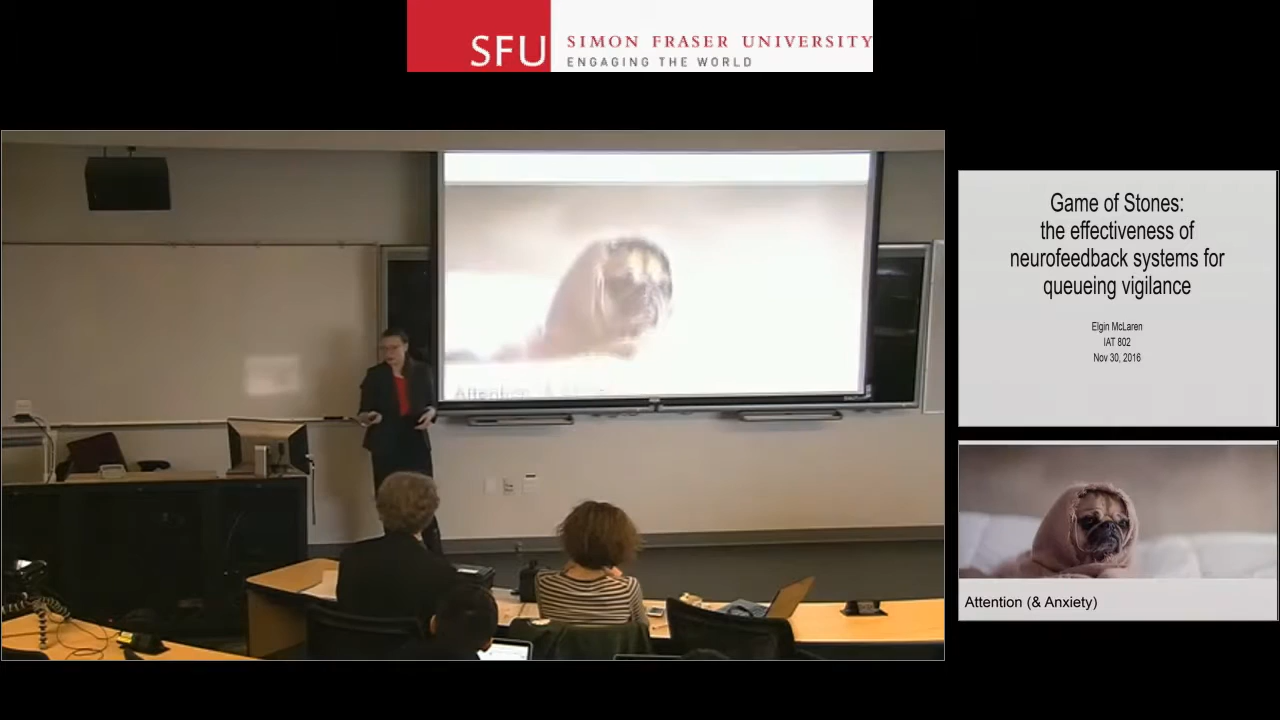 SFU
SIMON FRASER UNIVERSITY
ENGAGING THE WORLD
Game of Stones:
the effectiveness of
neurofeedback systems for
queueing vigilance
Elgin McLaren
IAT 802
Nov 30, 2016
Attention
Attention (& Anxiety)